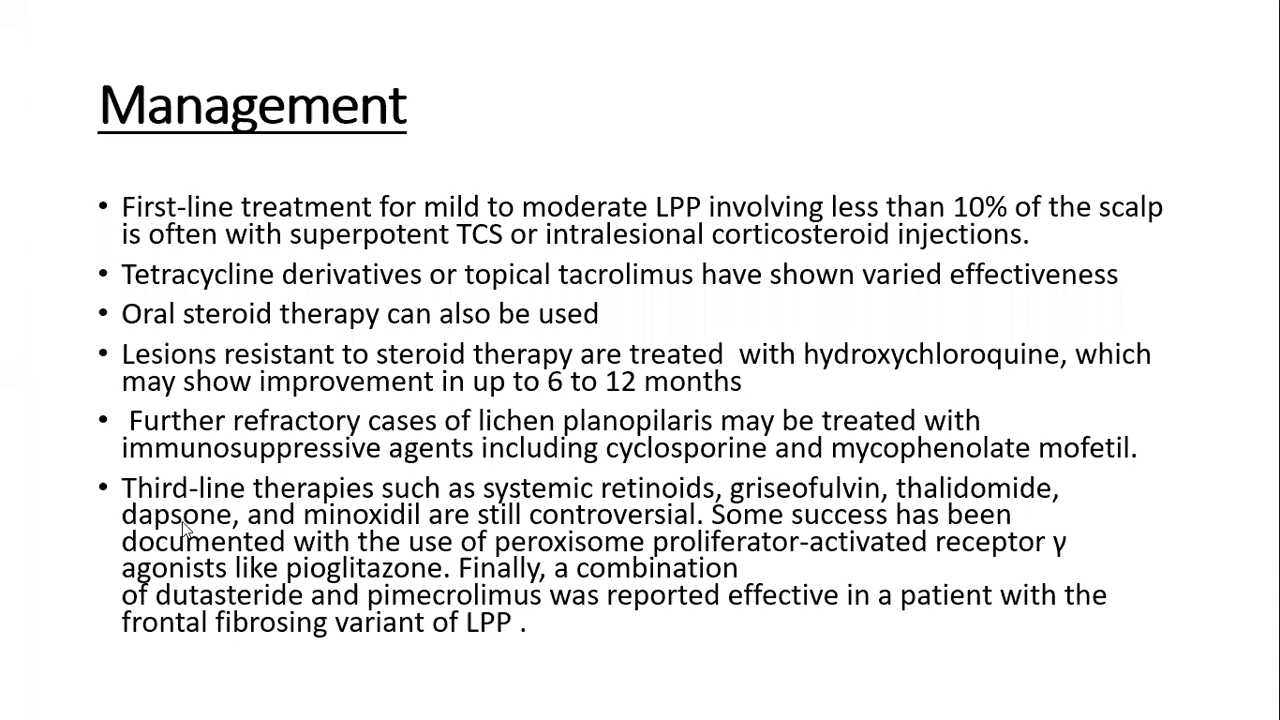 Management
• First-line treatment for mild to moderate LPP involving less than 10% of the scalp
is often with superpotent TCS or intralesional corticosteroid injections.
• Tetracycline derivatives or topical tacrolimus have shown varied effectiveness
• Oral steroid therapy can also be used
• Lesions resistant to steroid therapy are treated  with hydroxychloroquine, which
may show improvement in up to 6 to 12 months
•  Further refractory cases of lichen planopilaris may be treated with
immunosuppressive agents including cyclosporine and mycophenolate mofetil.
• Third-line therapies such as systemic retinoids, griseofulvin, thalidomide,
dapsone, and minoxidil are still controversial. Some success has been
documented with the use of peroxisome proliferator-activated receptor γ
agonists like pioglitazone. Finally, a combination
of dutasteride and pimecrolimus was reported effective in a patient with the
frontal fibrosing variant of LPP .